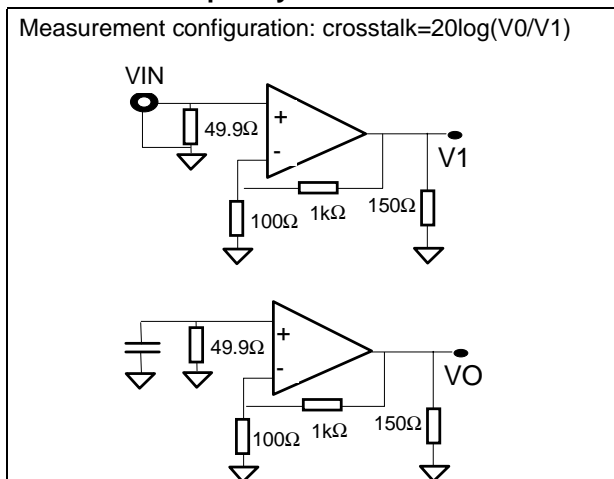 Measurement configuration: crosstalk=20log(V0/V1)
VIN
+
49.9Ω
-
V1
1kΩ
100Ω
150Ω
+
49.9Ω
-
VO
1kΩ
150Ω
100Ω